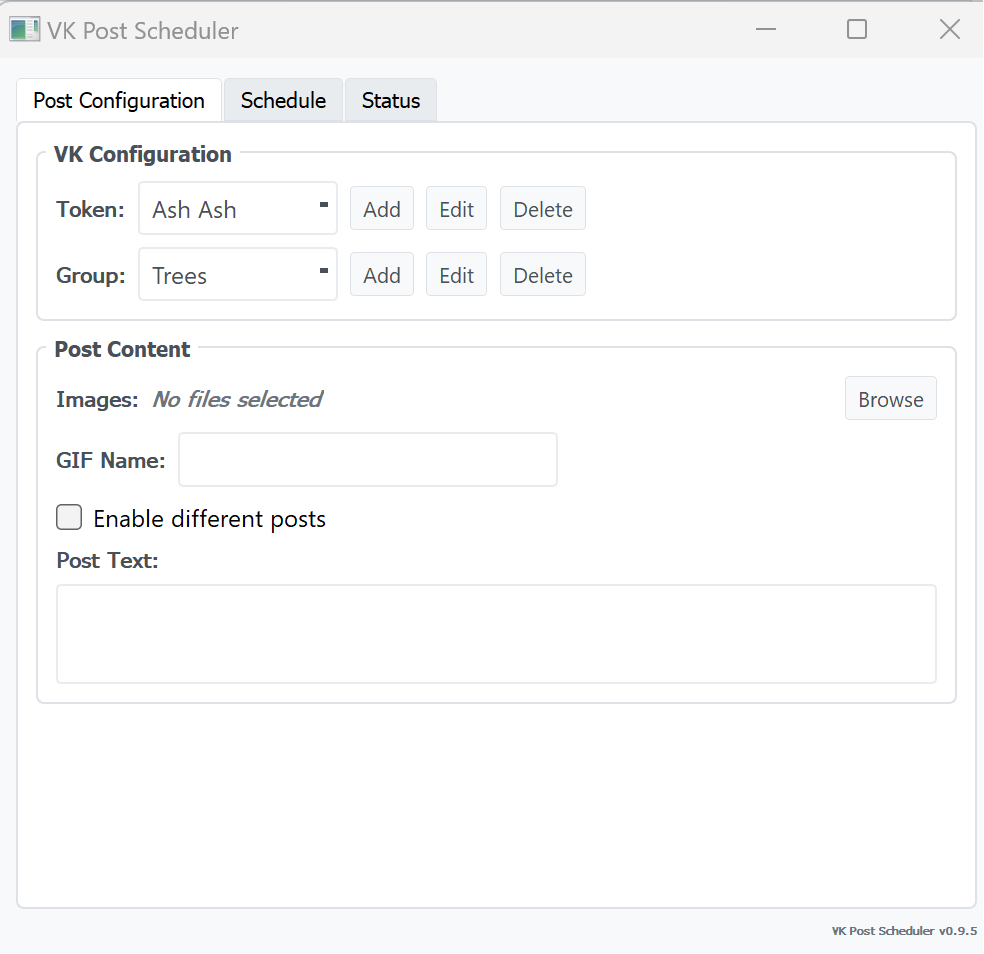 VK Post Scheduler
Post Configuration Schedule Status
VK Configuration
Token: Ash Ash Add Edit Delete
Group: Trees Add Edit Delete
Post Content
Images: No files selected Browse
GIF Name:
Enable different posts
Post Text:
VK Post Scheduler v0.9.5